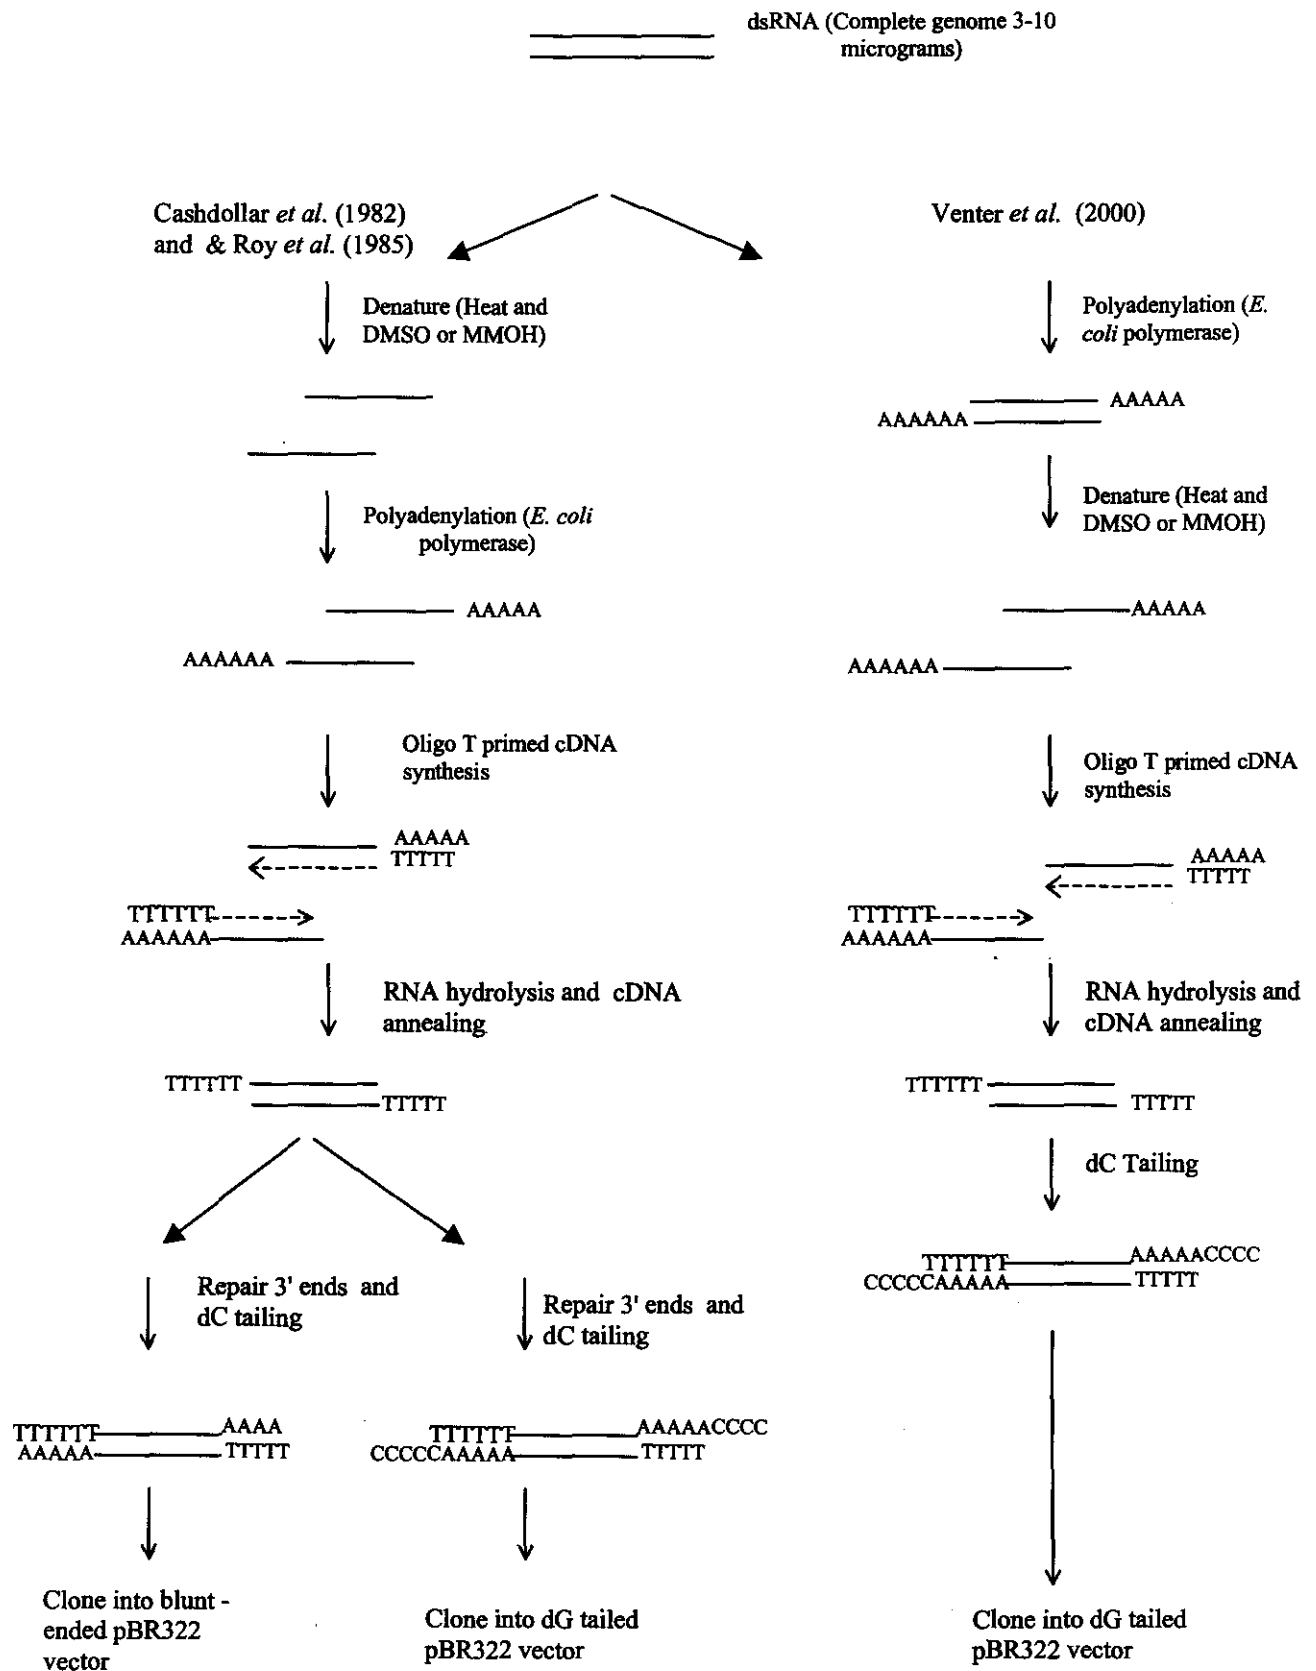 dsRNA (Complete genome 3-10
micrograms)
Cashdollar et al. (1982)
and & Roy et al. (1985)
Venter et al. (2000)
Denature (Heat and
DMSO or MMOH)
Polyadenylation (E.
coli polymerase)
AAAAA
AAAAAA
Polyadenylation (E. coli
polymerase)
Denature (Heat and
DMSO or MMOH)
AAAAA
AAAAAA
AAAAA
AAAAAA
Oligo T primed cDNA
synthesis
Oligo T primed cDNA
synthesis
AAAAA
TTTTT
TTTTTT
AAAAAA
AAAAA
TTTTT
TTTTTT
AAAAAA
RNA hydrolysis and cDNA
annealing
RNA hydrolysis and
cDNA annealing
TTTTTT
TTTTT
TTTTTT
TTTTT
dC Tailing
Repair 3' ends and
dC tailing
Repair 3' ends and
dC tailing
TTTTTT AAAAACCCC
CCCCCAAAAA TTTTT
TTTTTT AAAA
AAAAA TTTTT
TTTTTT AAAAACCCC
CCCCCAAAAA TTTTT
Clone into blunt -
ended pBR322
vector
Clone into dG tailed
pBR322 vector
Clone into dG tailed
pBR322 vector